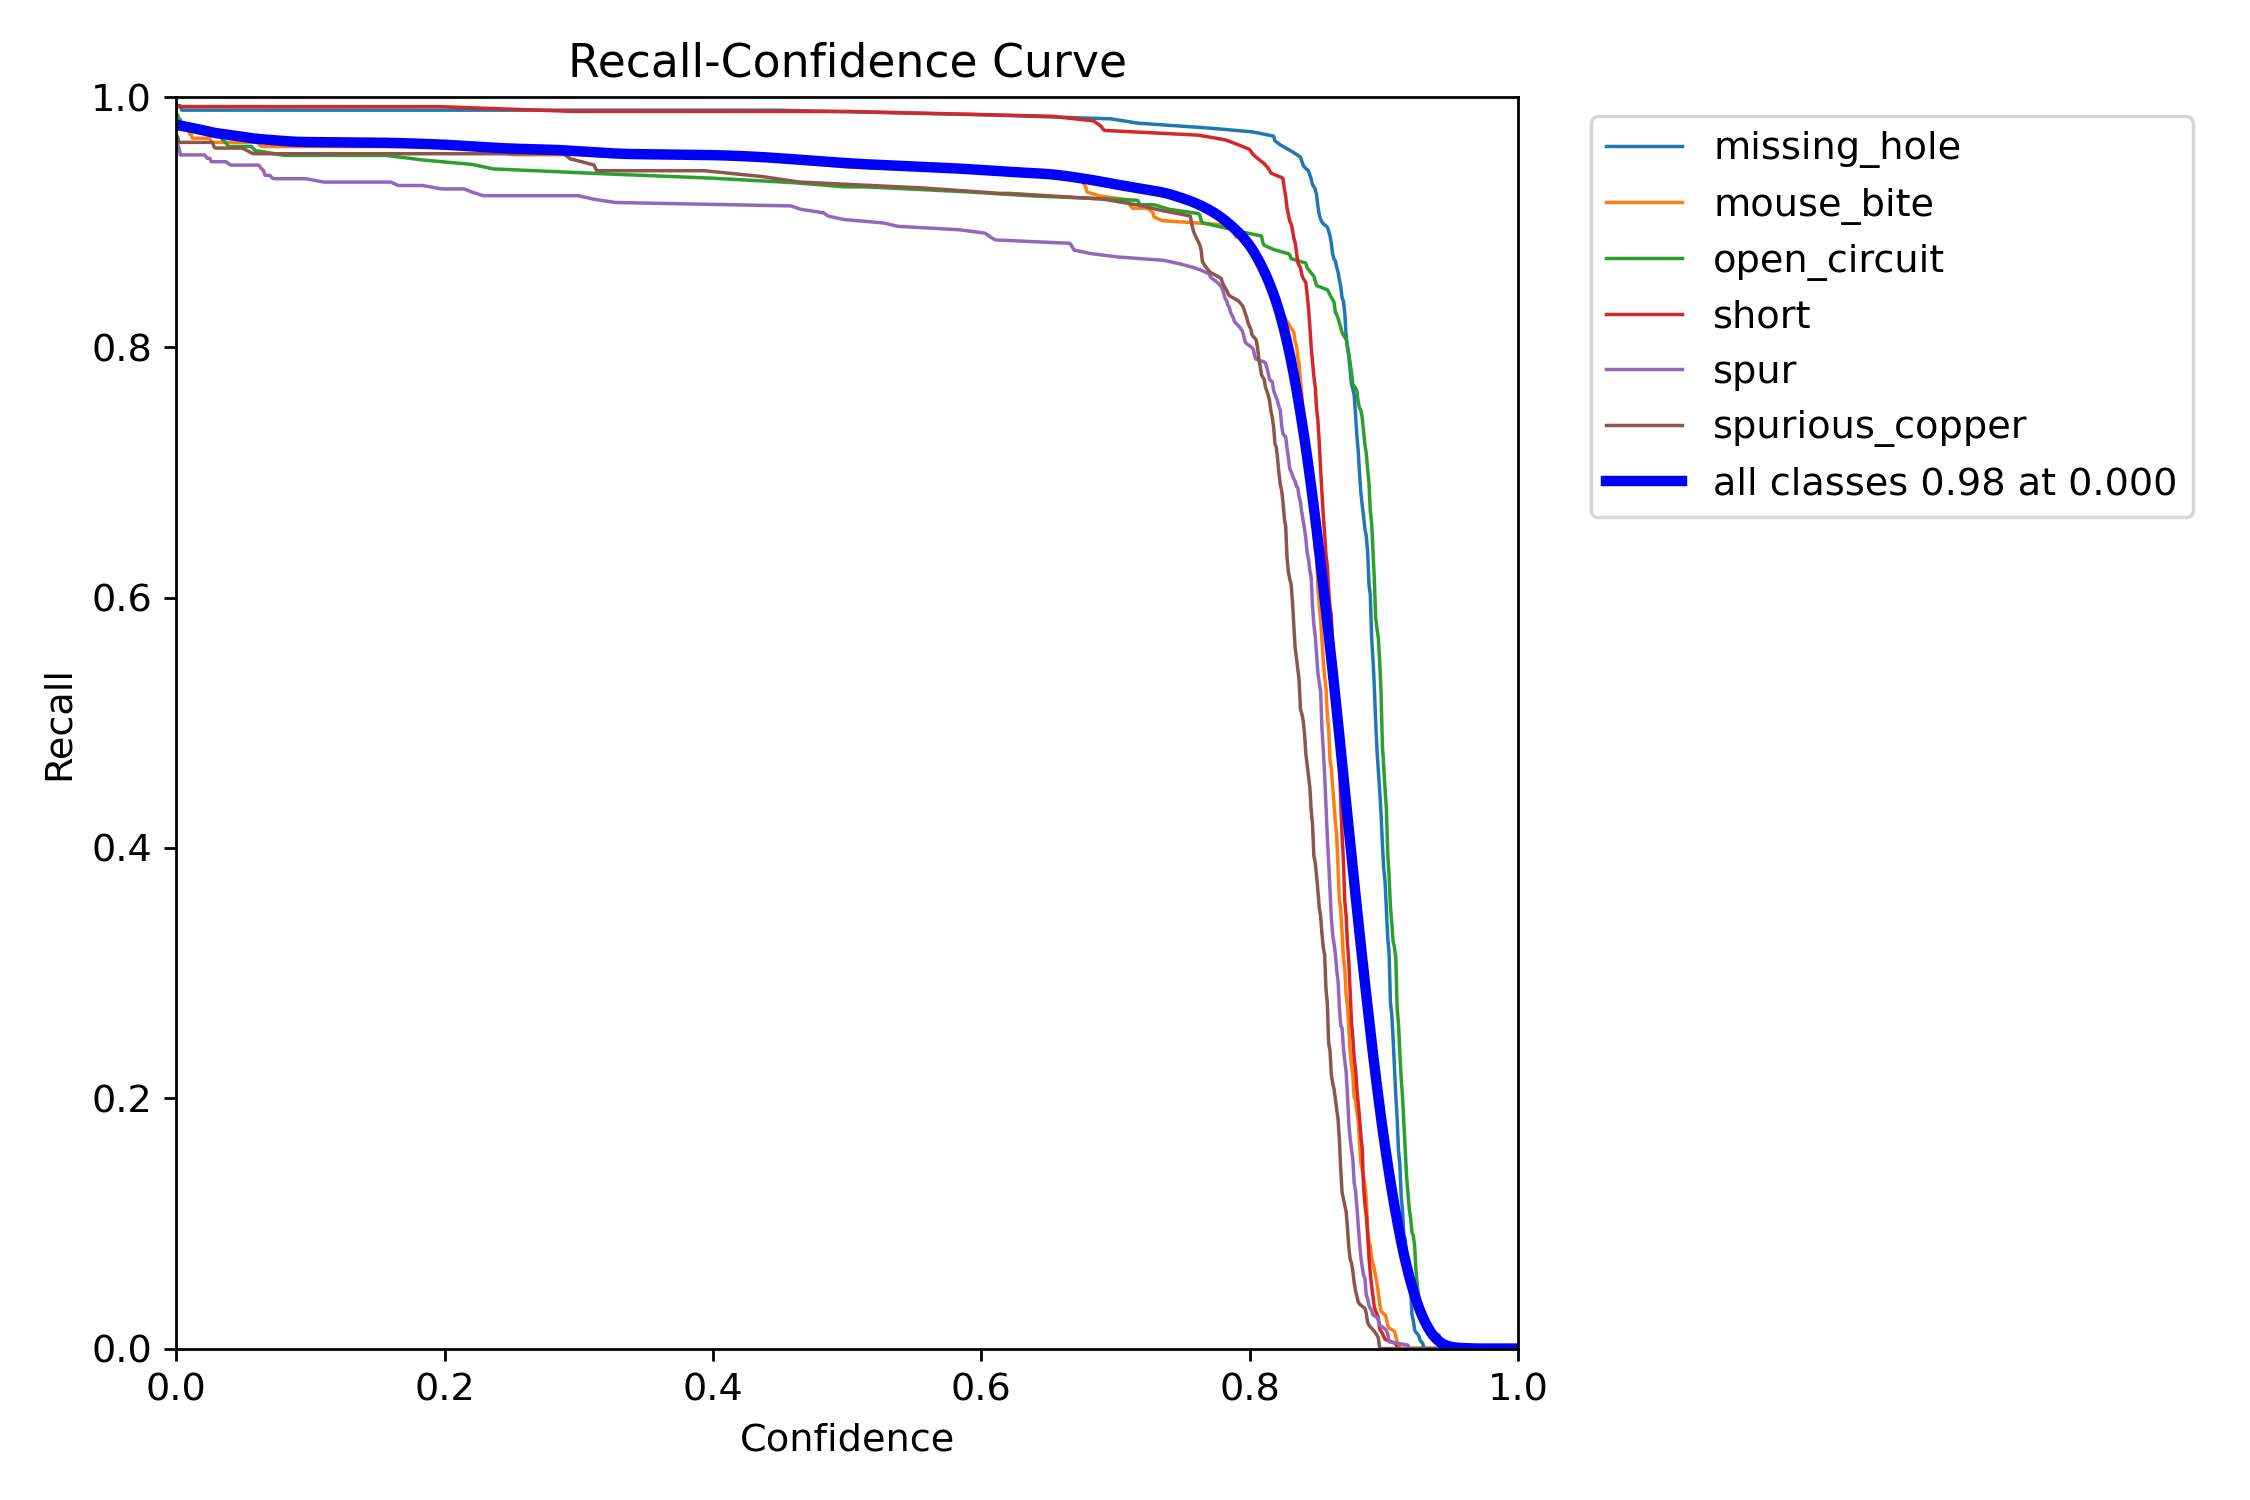 Recall-Confidence Curve
1.0
0.8
0.6
0.4
0.2
0.0
Recall
0.0 0.2 0.4 0.6 0.8 1.0
Confidence
missing_hole
mouse_bite
open_circuit
short
spur
spurious_copper
all classes 0.98 at 0.000